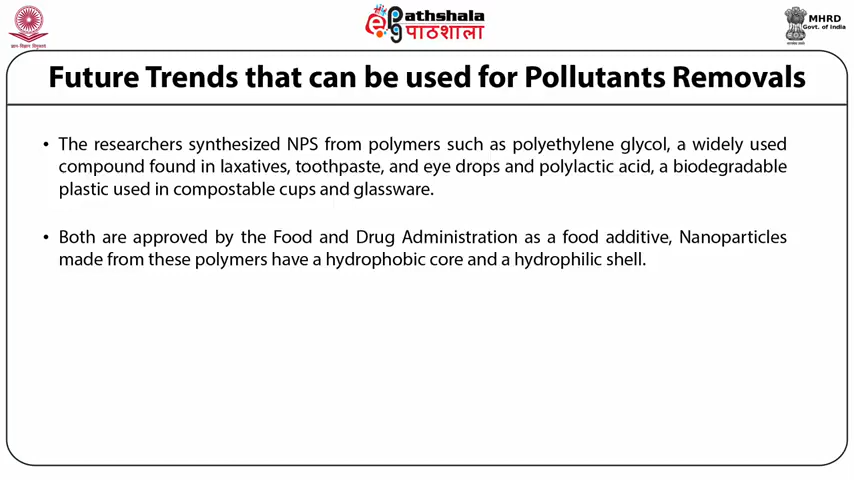 Pathshala
पाठशाला
MHRD
Govt. of India
Future Trends that can be used for Pollutants Removals
• The researchers synthesized NPS from polymers such as polyethylene glycol, a widely used
compound found in laxatives, toothpaste, and eye drops and polylactic acid, a biodegradable
plastic used in compostable cups and glassware.
• Both are approved by the Food and Drug Administration as a food additive, Nanoparticles
made from these polymers have a hydrophobic core and a hydrophilic shell.